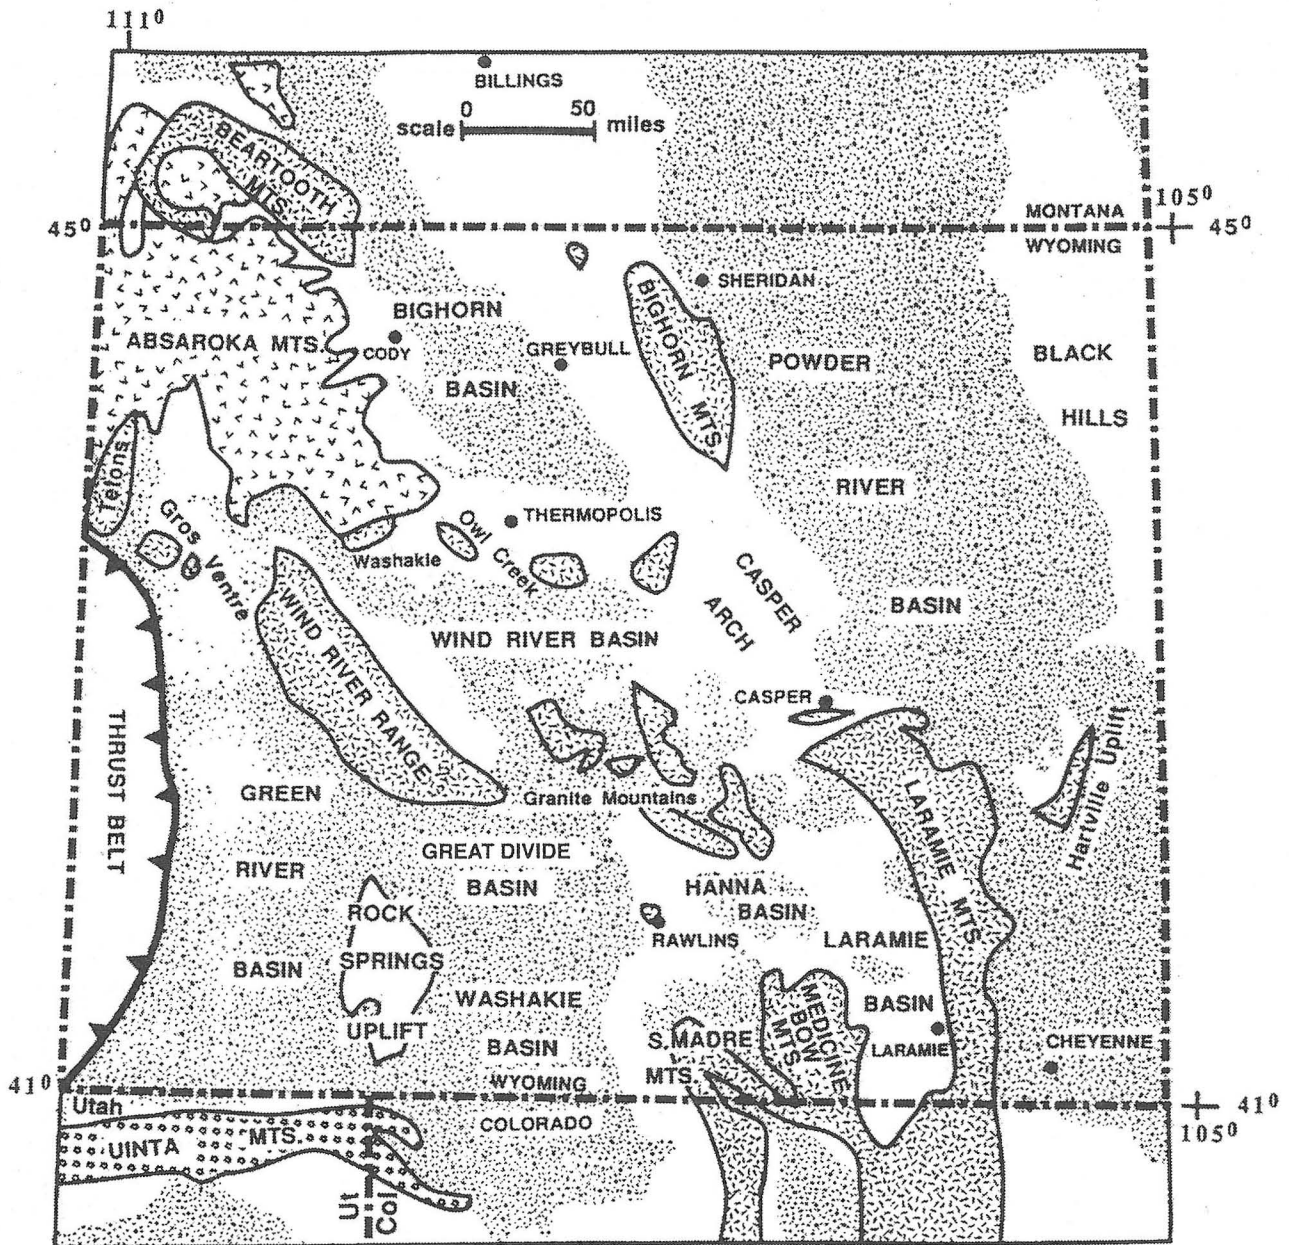 111⁰
BILLINGS
0 50
scale miles
BEARTOOTH
MTS.
105⁰
MONTANA
45⁰
45⁰
WYOMING
SHERIDAN
BIGHORN
BIGHORN MTS.
ABSAROKA MTS.
CODY
GREYBULL
POWDER
BLACK
BASIN
HILLS
Tetons
RIVER
THERMOPOLIS
Gros Ventre
Owl Creek
Washakie
CASPER
ARCH
BASIN
WIND RIVER BASIN
WIND RIVER RANGE
CASPER
THRUST BELT
Hartville Uplift
GREEN
Granite Mountains
LARAMIE MTS.
GREAT DIVIDE
RIVER
BASIN
HANNA
BASIN
ROCK
RAWLINS
LARAMIE
SPRINGS
BASIN
WASHAKIE
BASIN
MEDICINE
BOW
MTS
UPLIFT
S.MADRE
MTS
BASIN
LARAMIE
CHEYENNE
41⁰
WYOMING
Utah
41⁰
COLORADO
105⁰
UINTA MTS.
Ut
Col